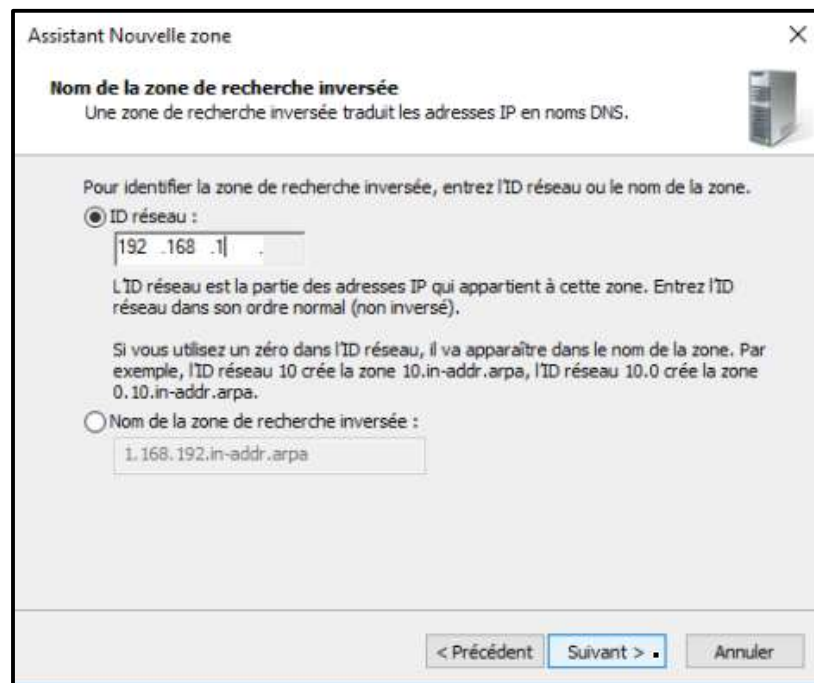 Assistant Nouvelle zone
Nom de la zone de recherche inversée
Une zone de recherche inversée traduit les adresses IP en noms DNS.
Pour identifier la zone de recherche inversée, entrez l'ID réseau ou le nom de la zone.
ID réseau :
192 .168 .1 .
L'ID réseau est la partie des adresses IP qui appartient à cette zone. Entrez l'ID
réseau dans son ordre normal (non inversé).
Si vous utilisez un zéro dans l'ID réseau, il va apparaître dans le nom de la zone. Par
exemple, l'ID réseau 10 crée la zone 10.in-addr.arpa, l'ID réseau 10.0 crée la zone
0.10.in-addr.arpa.
Nom de la zone de recherche inversée :
1.168.192.in-addr.arpa
< Précédent Suivant > Annuler